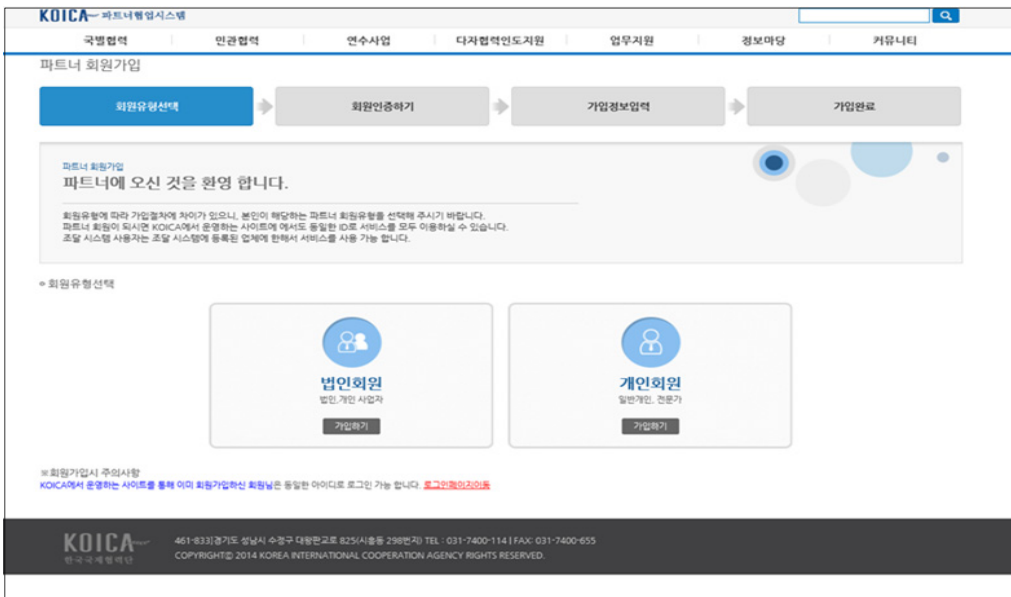 KOICA 파트너협업시스템
국별협력 민관협력 연수사업 다자협력인도지원 업무지원 정보마당 커뮤니티
파트너 회원가입
회원유형선택 회원인증하기 가입정보입력 가입완료
파트너 회원가입
파트너에 오신 것을 환영 합니다.
회원유형에 따라 가입절차에 차이가 있으니, 본인이 해당하는 파트너 회원유형을 선택해 주시기 바랍니다.
파트너 회원이 되시면 KOICA에서 운영하는 사이트에 에서도 동일한 ID로 서비스를 모두 이용하실 수 있습니다.
조달 시스템 사용자는 조달 시스템에 등록된 업체에 한해서 서비스를 사용 가능 합니다.
회원유형선택
법인회원 개인회원
법인,개인 사업자 일반개인, 전문가
가입하기 가입하기
※회원가입시 주의사항
KOICA에서 운영하는 사이트를 통해 이미 회원가입하신 회원님은 동일한 아이디로 로그인 가능 합니다. 로그인페이지이동
KOICA 461-833]경기도 성남시 수정구 대왕판교로 825(시흥동 298번지) TEL : 031-7400-114 | FAX: 031-7400-655
한국국제협력단 COPYRIGHTⓒ 2014 KOREA INTERNATIONAL COOPERATION AGENCY RIGHTS RESERVED.